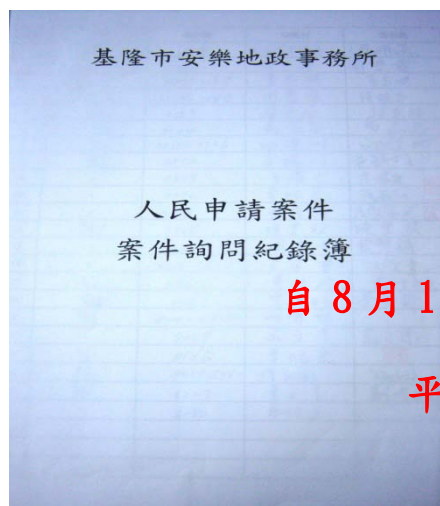 基隆市安樂地政事務所
人民申請案件
案件詢問紀錄簿
自8月1
平